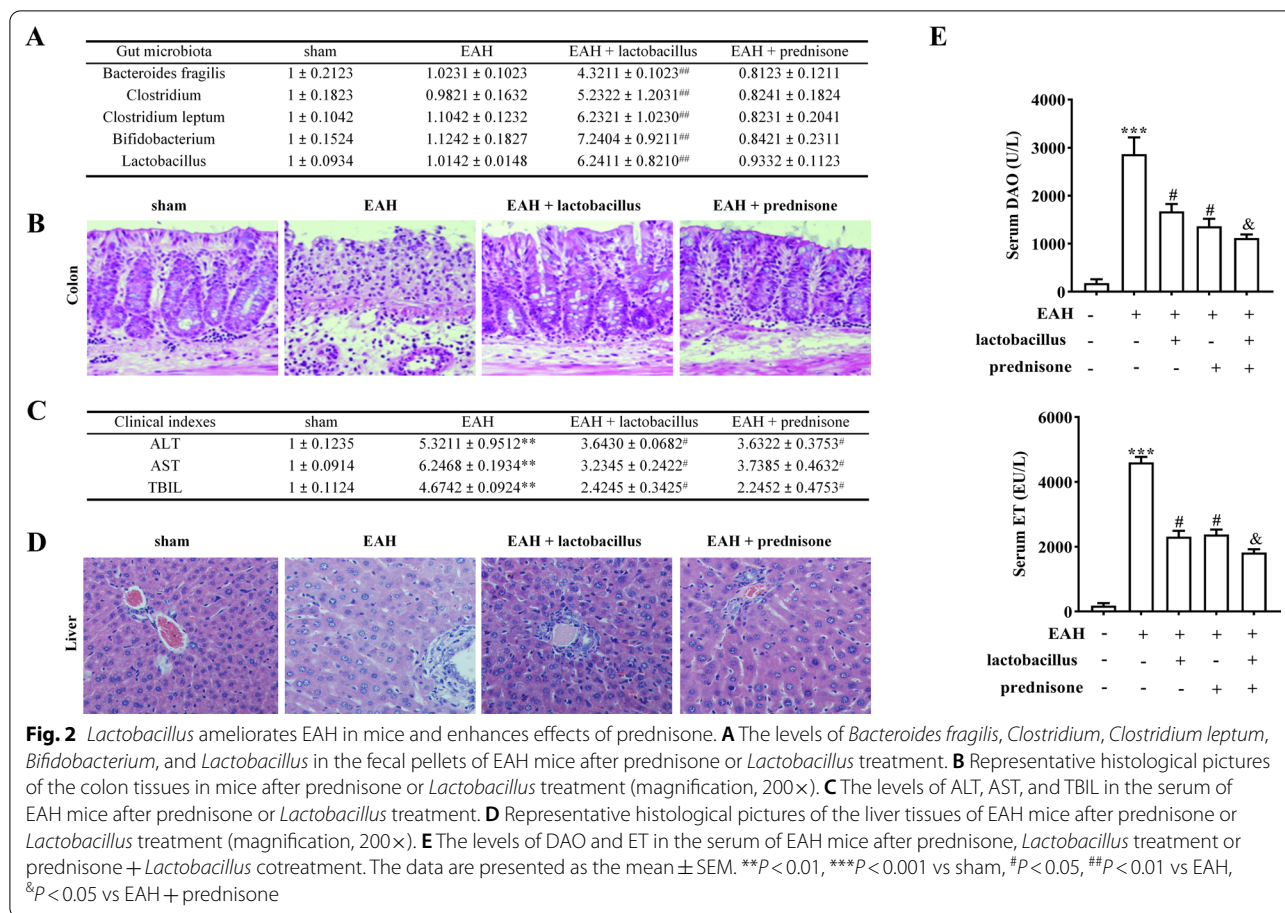 A
Gut microbiota sham EAH EAH + lactobacillus EAH + prednisone
Bacteroides fragilis 1 ± 0.2123 1.0231 ± 0.1023 4.3211 ± 0.1023## 0.8123 ± 0.1211
Clostridium 1 ± 0.1823 0.9821 ± 0.1632 5.2322 ± 1.2031## 0.8241 ± 0.1824
Clostridium leptum 1 ± 0.1042 1.1042 ± 0.1232 6.2321 ± 1.0230## 0.8231 ± 0.2041
Bifidobacterium 1 ± 0.1524 1.1242 ± 0.1827 7.2404 ± 0.9211## 0.8421 ± 0.2311
Lactobacillus 1 ± 0.0934 1.0142 ± 0.0148 6.2411 ± 0.8210## 0.9332 ± 0.1123
B
sham EAH EAH + lactobacillus EAH + prednisone
Colon
C
Clinical indexes sham EAH EAH + lactobacillus EAH + prednisone
ALT 1 ± 0.1235 5.3211 ± 0.9512** 3.6430 ± 0.0682# 3.6322 ± 0.3753#
AST 1 ± 0.0914 6.2468 ± 0.1934** 3.2345 ± 0.2422# 3.7385 ± 0.4632#
TBIL 1 ± 0.1124 4.6742 ± 0.0924** 2.4245 ± 0.3425# 2.2452 ± 0.4753#
D
sham EAH EAH + lactobacillus EAH + prednisone
Liver
E
Serum DAO (U/L)
4000
3000
2000
1000
0
*** # # &
EAH - + + + +
lactobacillus - - + - +
prednisone - - - + +
Serum ET (EU/L)
6000
4000
2000
0
*** # # &
EAH - + + + +
lactobacillus - - + - +
prednisone - - - + +
Fig. 2 Lactobacillus ameliorates EAH in mice and enhances effects of prednisone. A The levels of Bacteroides fragilis, Clostridium, Clostridium leptum,
Bifidobacterium, and Lactobacillus in the fecal pellets of EAH mice after prednisone or Lactobacillus treatment. B Representative histological pictures
of the colon tissues in mice after prednisone or Lactobacillus treatment (magnification, 200×). C The levels of ALT, AST, and TBIL in the serum of
EAH mice after prednisone or Lactobacillus treatment. D Representative histological pictures of the liver tissues of EAH mice after prednisone or
Lactobacillus treatment (magnification, 200×). E The levels of DAO and ET in the serum of EAH mice after prednisone, Lactobacillus treatment or
prednisone + Lactobacillus cotreatment. The data are presented as the mean ± SEM. **P < 0.01, ***P < 0.001 vs sham, #P < 0.05, ##P < 0.01 vs EAH,
&P < 0.05 vs EAH + prednisone